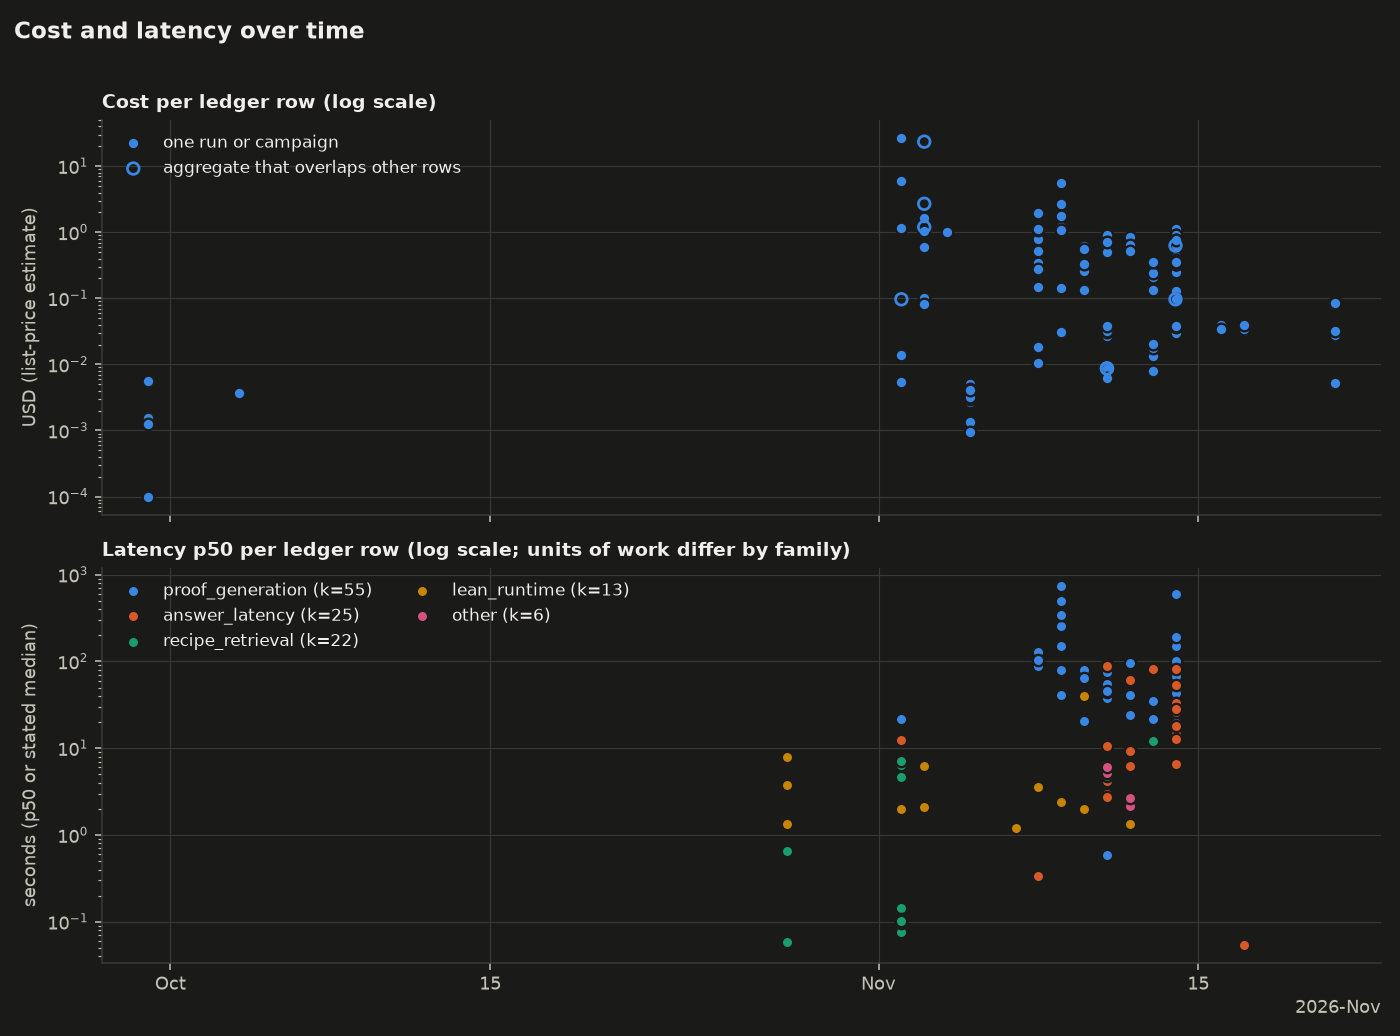 Cost and latency over time
Cost per ledger row (log scale)
one run or campaign
aggregate that overlaps other rows
10¹
10⁰
10⁻¹
10⁻²
10⁻³
10⁻⁴
USD (list-price estimate)
Latency p50 per ledger row (log scale; units of work differ by family)
proof_generation (k=55)
answer_latency (k=25)
recipe_retrieval (k=22)
lean_runtime (k=13)
other (k=6)
10³
10²
10¹
10⁰
10⁻¹
seconds (p50 or stated median)
Oct
15
Nov
15
2026-Nov